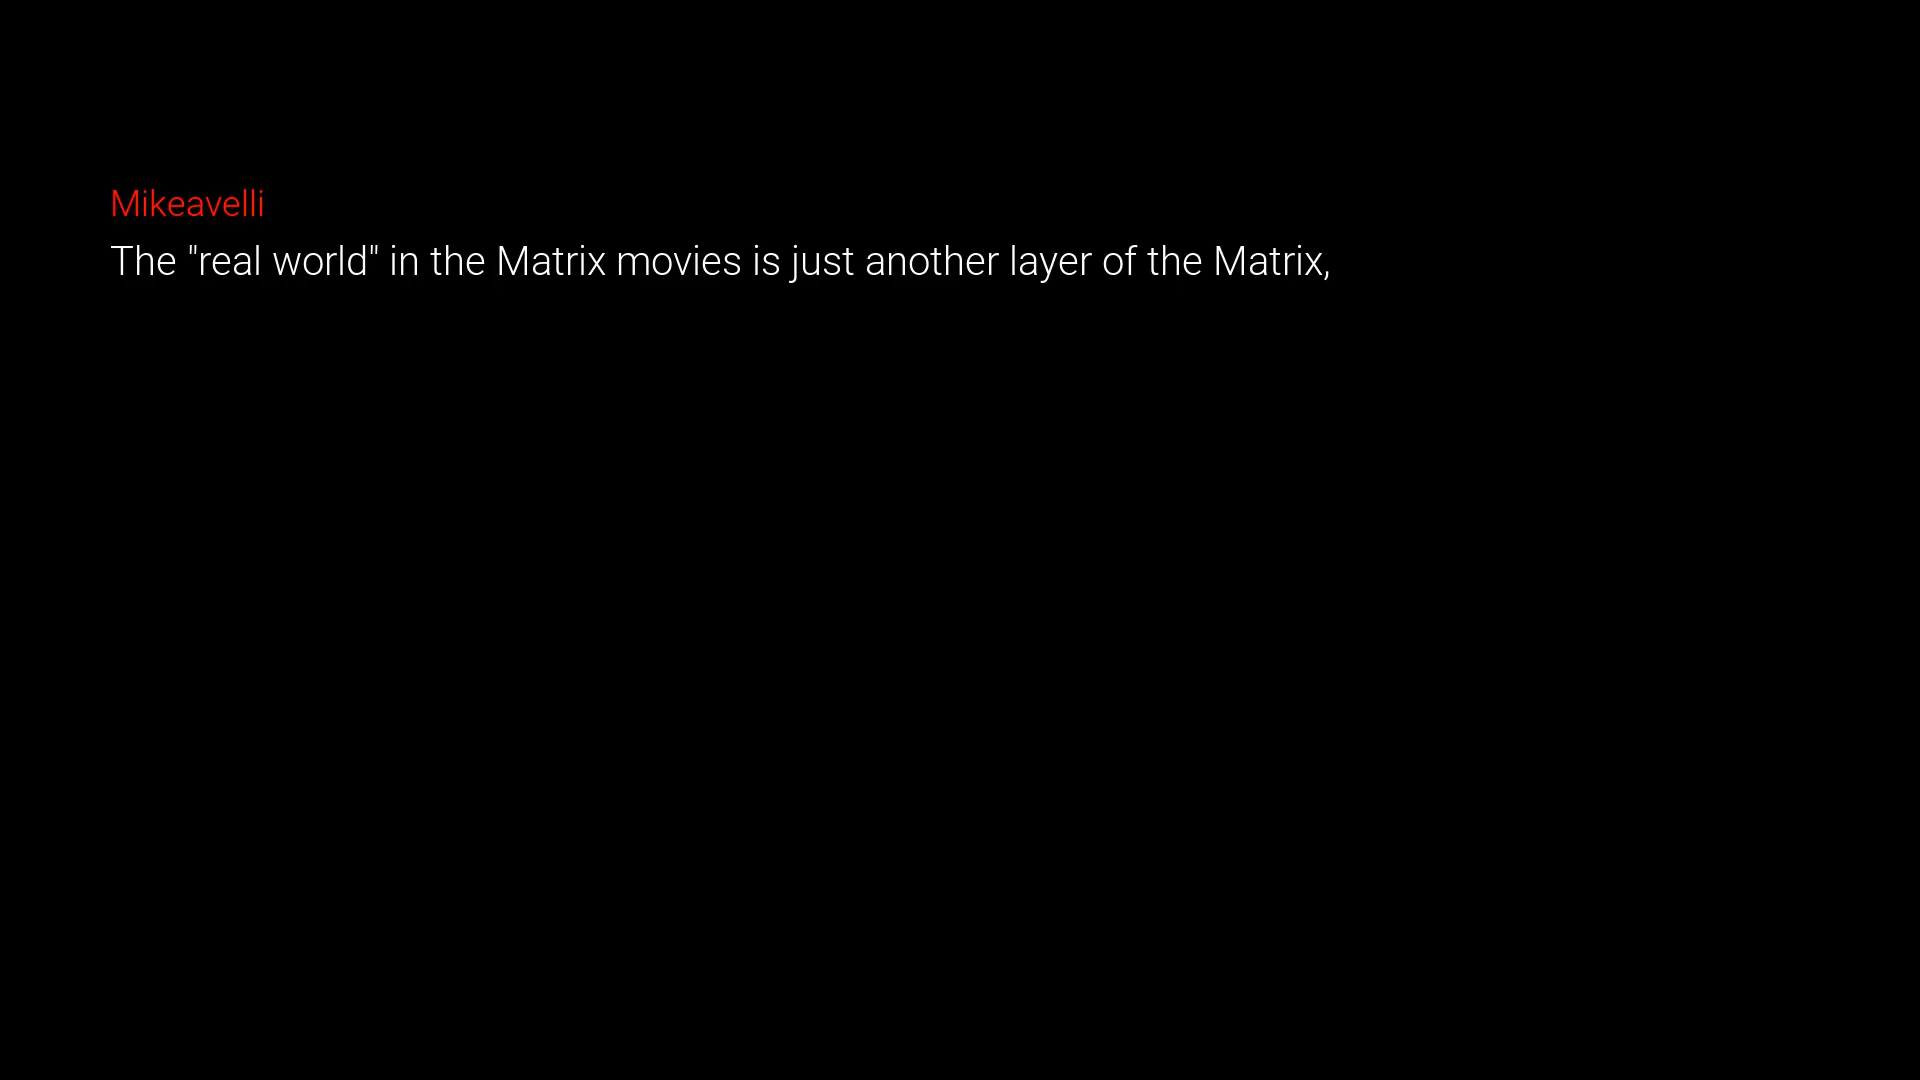 Mikeavelli
The "real world" in the Matrix movies is just another layer of the Matrix,